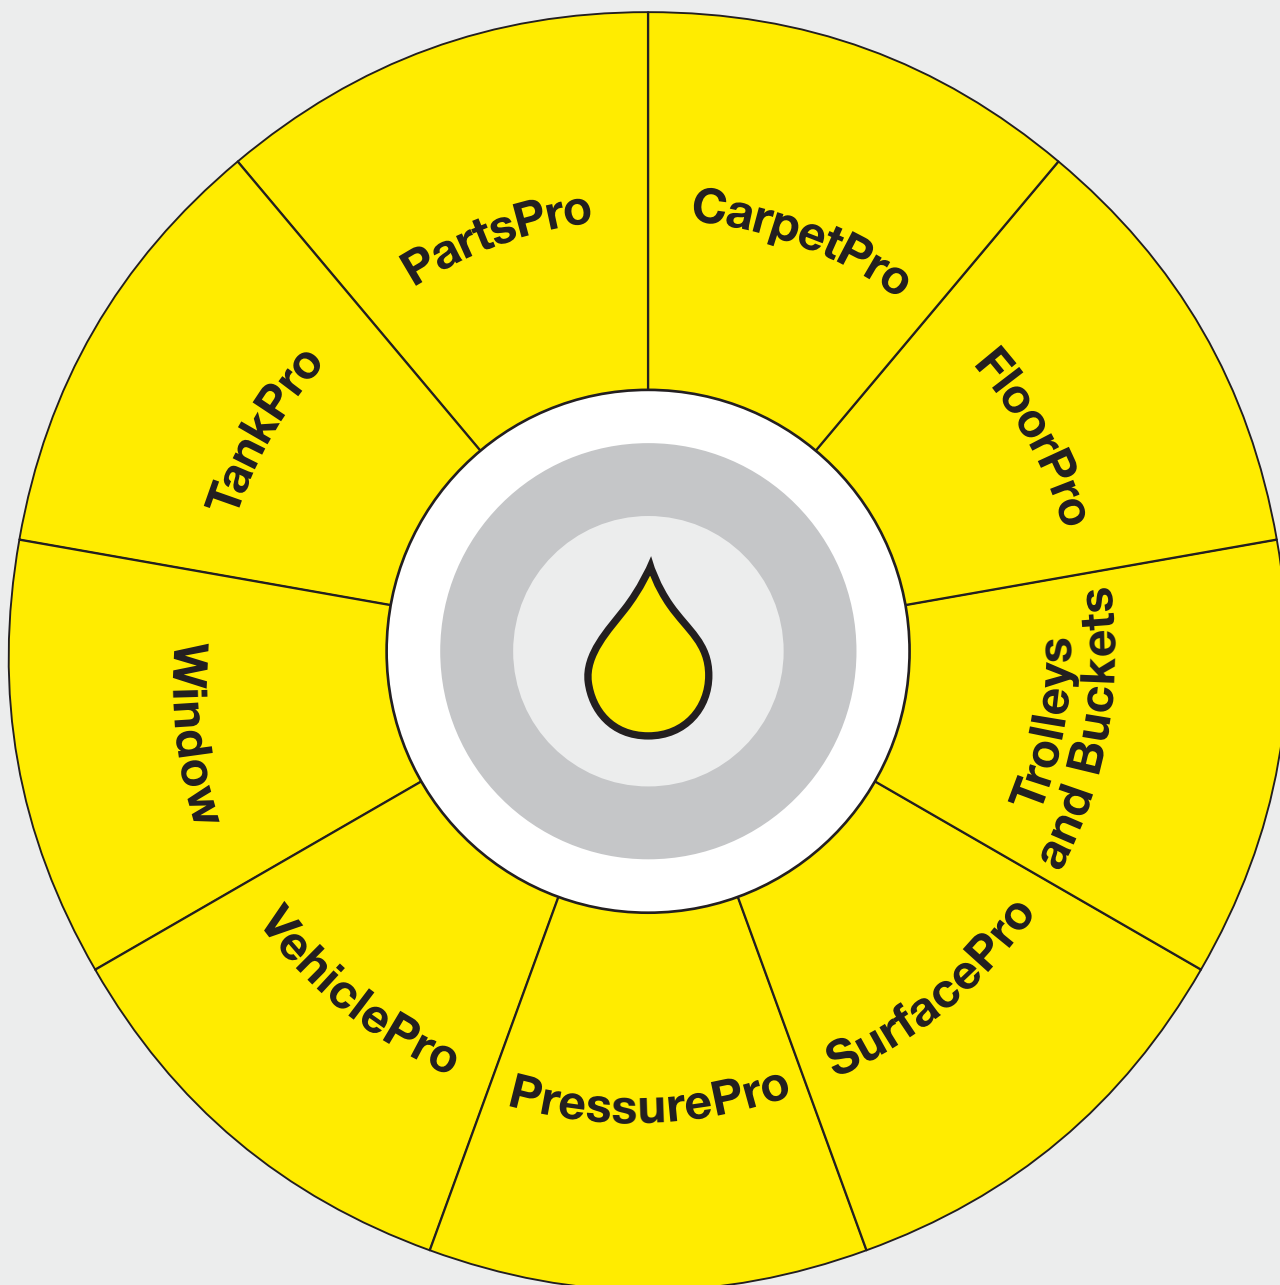 CarpetPro
FloorPro
Trolleys
and Buckets
SurfacePro
PressurePro
VehiclePro
Window
TankPro
PartsPro